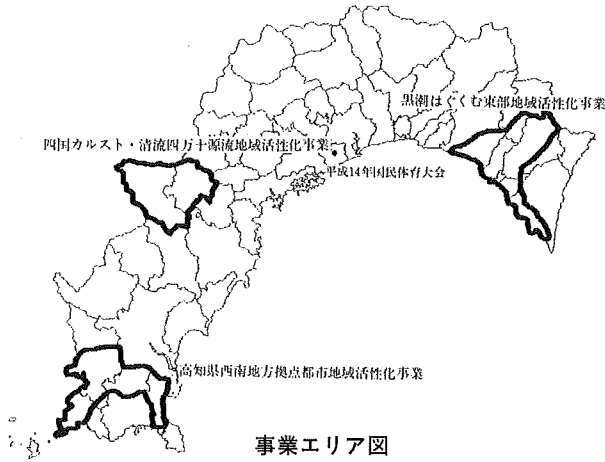 黒潮はぐくむ東部地域活性化事業
四国カルスト・清流四万十源流地域活性化事業
平成14年国民体育大会
高知県西南地方拠点都市地域活性化事業
事業エリア図